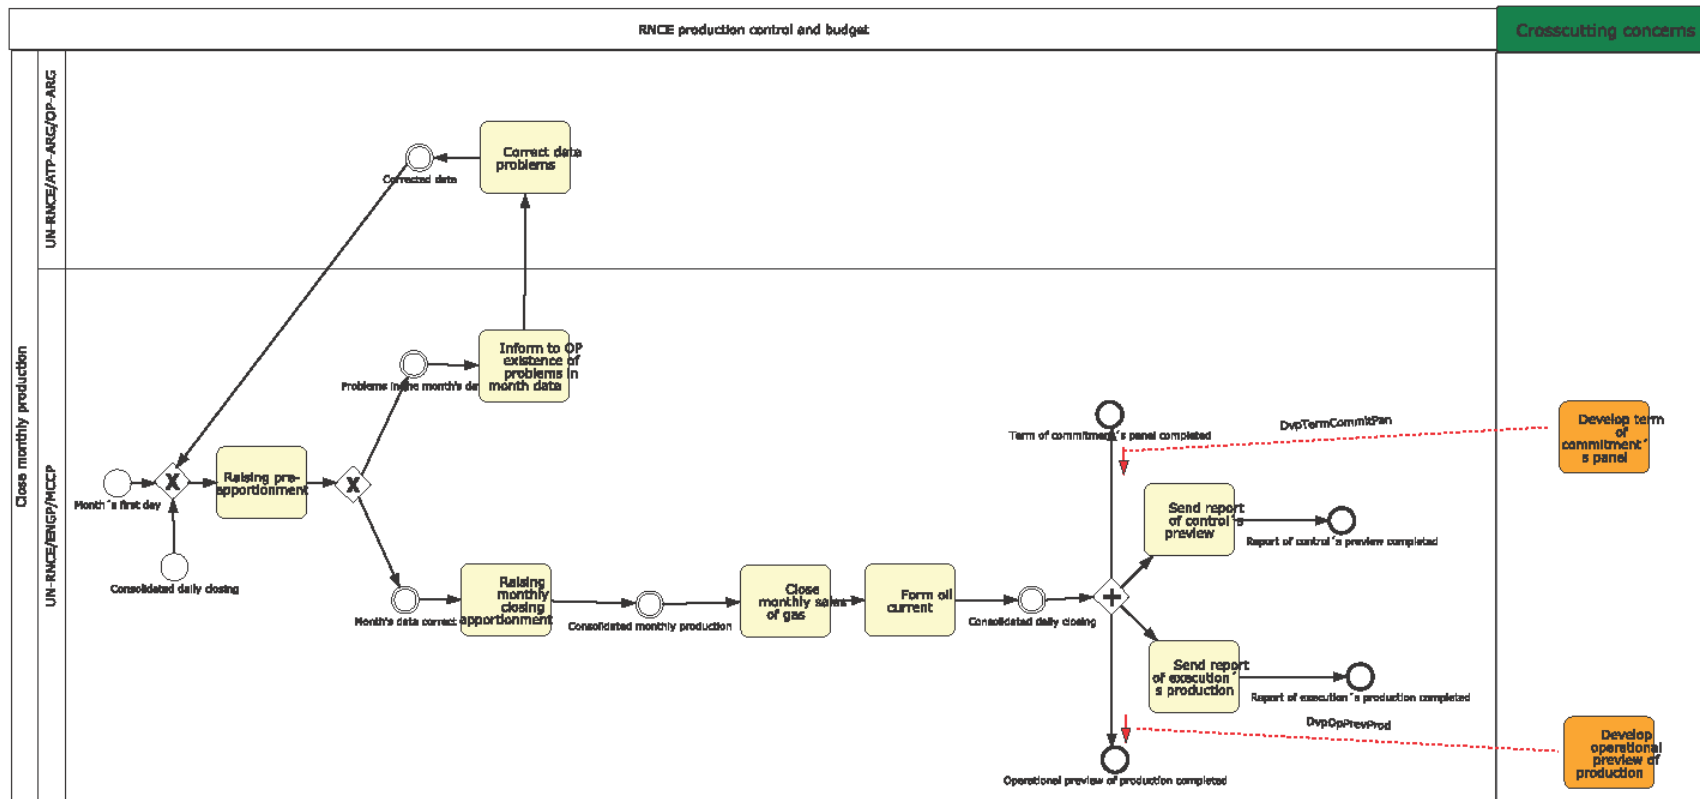 RNCE production control and budget
Crosscutting concerns
Close monthly production
UN-RNCE/ATP-ARG/OP-ARG
Correct data
problems
Corrected data
UN-RNCE/ENGP/MCCP
Inform to OP
existence of
problems in
month data
Problems in the month's da
Month´s first day
X
Raising pre-
apportionment
X
Consolidated daily closing
Month's data correct
Raising
monthly
closing
apportionment
Consolidated monthly production
Close
monthly sales
of gas
Form oil
current
Consolidated daily closing
Term of commitment´s panel completed
DvpTermCommitPan
Develop term
of
commitment´
s panel
Send report
of control´s
preview
Report of control´s preview completed
Send report
of execution´
s production
Report of execution´s production completed
DvpOpPrevProd
Operational preview of production completed
Develop
operational
preview of
production